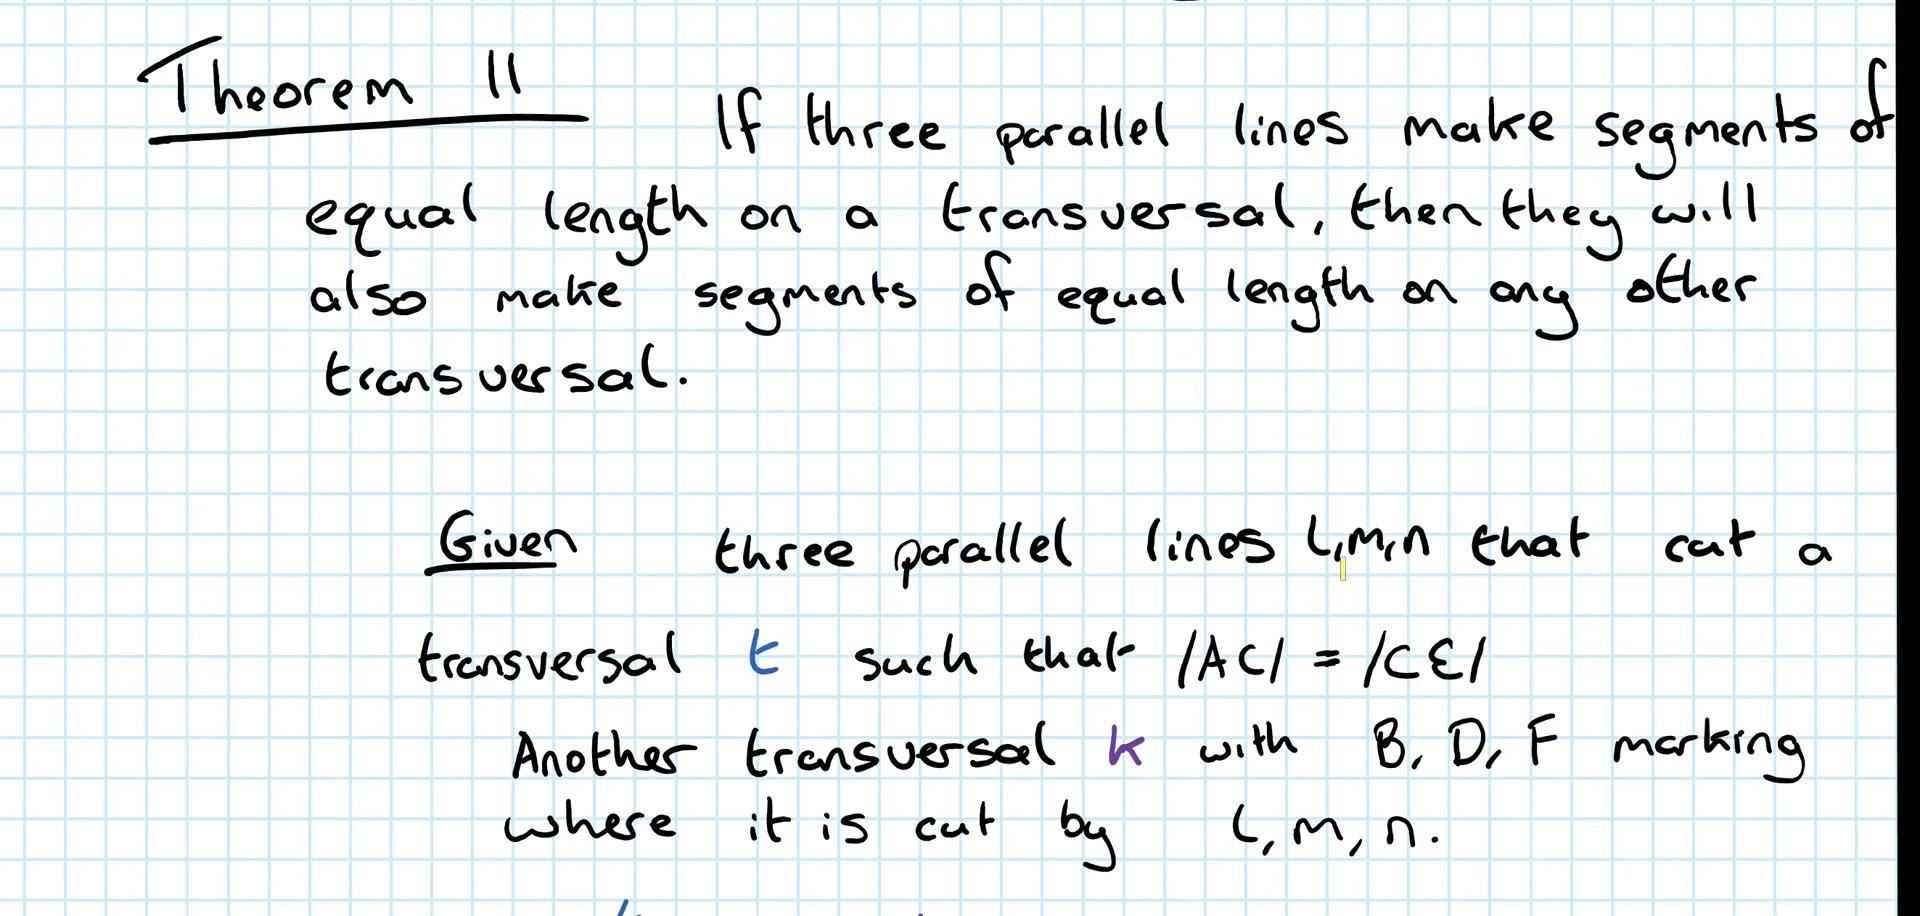 Theorem 11 If three parallel lines make segments of
equal length on a transversal, then they will
also make segments of equal length on any other
transversal.
Given three parallel lines l, m, n that cut a
transversal t such that |AC| = |CE|
Another transversal k with B, D, F marking
where it is cut by l, m, n.